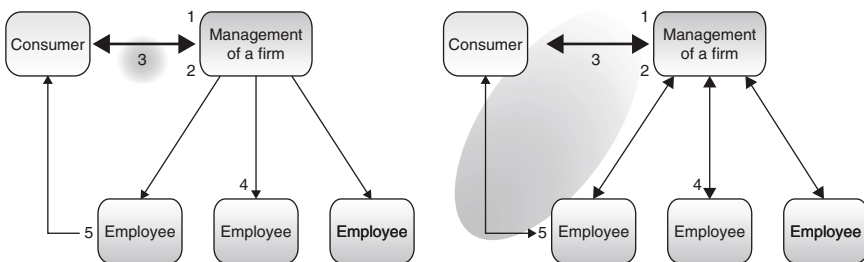 1
Consumer
Management
of a firm
3
2
4
5
Employee
Employee
Employee
1
Consumer
Management
of a firm
3
2
4
5
Employee
Employee
Employee